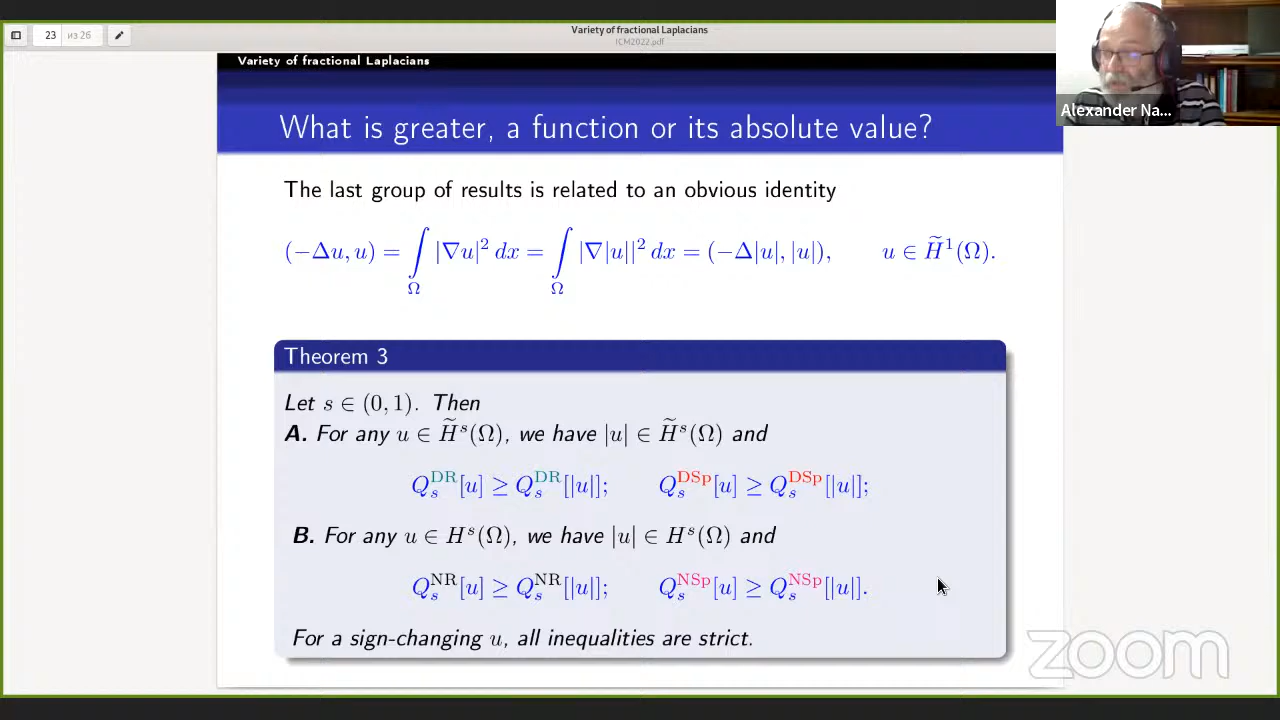 Variety of fractional Laplacians
ICM2022.pdf
23 из 26
Variety of fractional Laplacians
Alexander Na...
What is greater, a function or its absolute value?
The last group of results is related to an obvious identity
(−Δu, u) = ∫_Ω |∇u|² dx = ∫_Ω |∇|u||² dx = (−Δ|u|, |u|), u ∈ H̃¹(Ω).
Theorem 3
Let s ∈ (0, 1). Then
A. For any u ∈ H̃ˢ(Ω), we have |u| ∈ H̃ˢ(Ω) and
Q_s^DR[u] ≥ Q_s^DR[|u|]; Q_s^DSp[u] ≥ Q_s^DSp[|u|];
B. For any u ∈ Hˢ(Ω), we have |u| ∈ Hˢ(Ω) and
Q_s^NR[u] ≥ Q_s^NR[|u|]; Q_s^NSp[u] ≥ Q_s^NSp[|u|].
For a sign-changing u, all inequalities are strict.
zoom